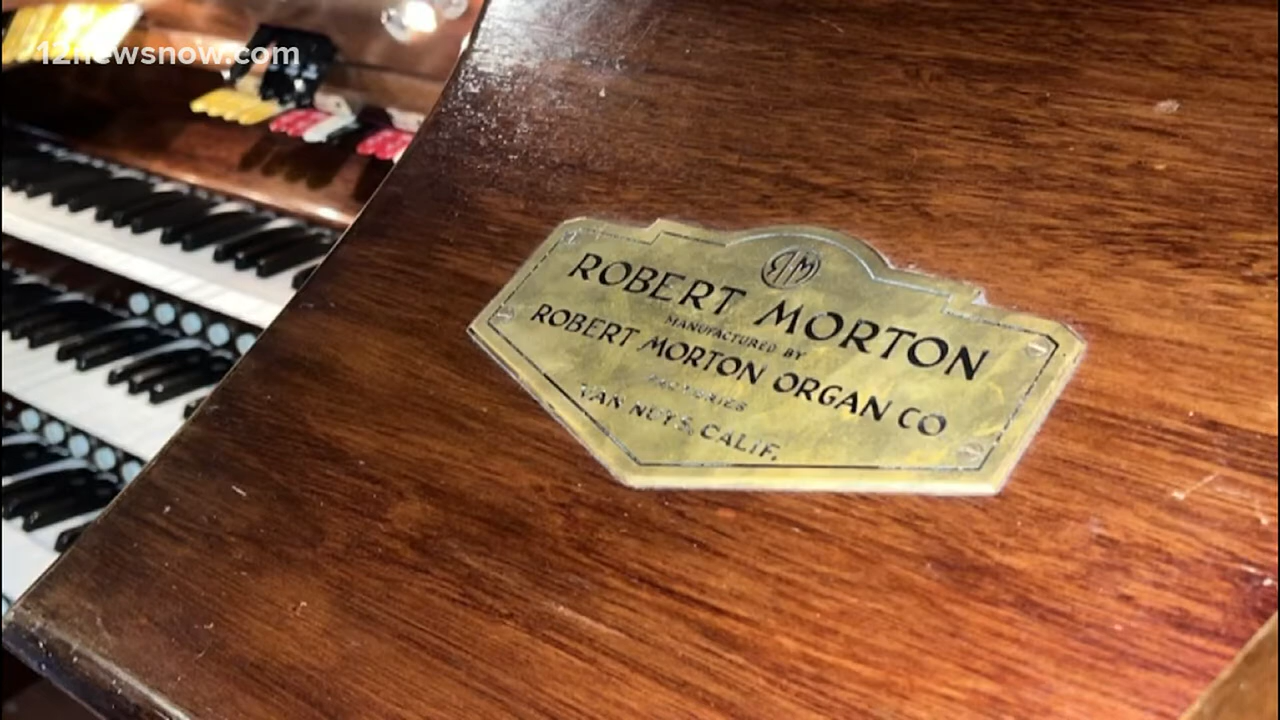 12newsnow.com
RM
ROBERT MORTON
MANUFACTURED BY
ROBERT MORTON ORGAN CO
FACTORIES
VAN NUYS, CALIF.